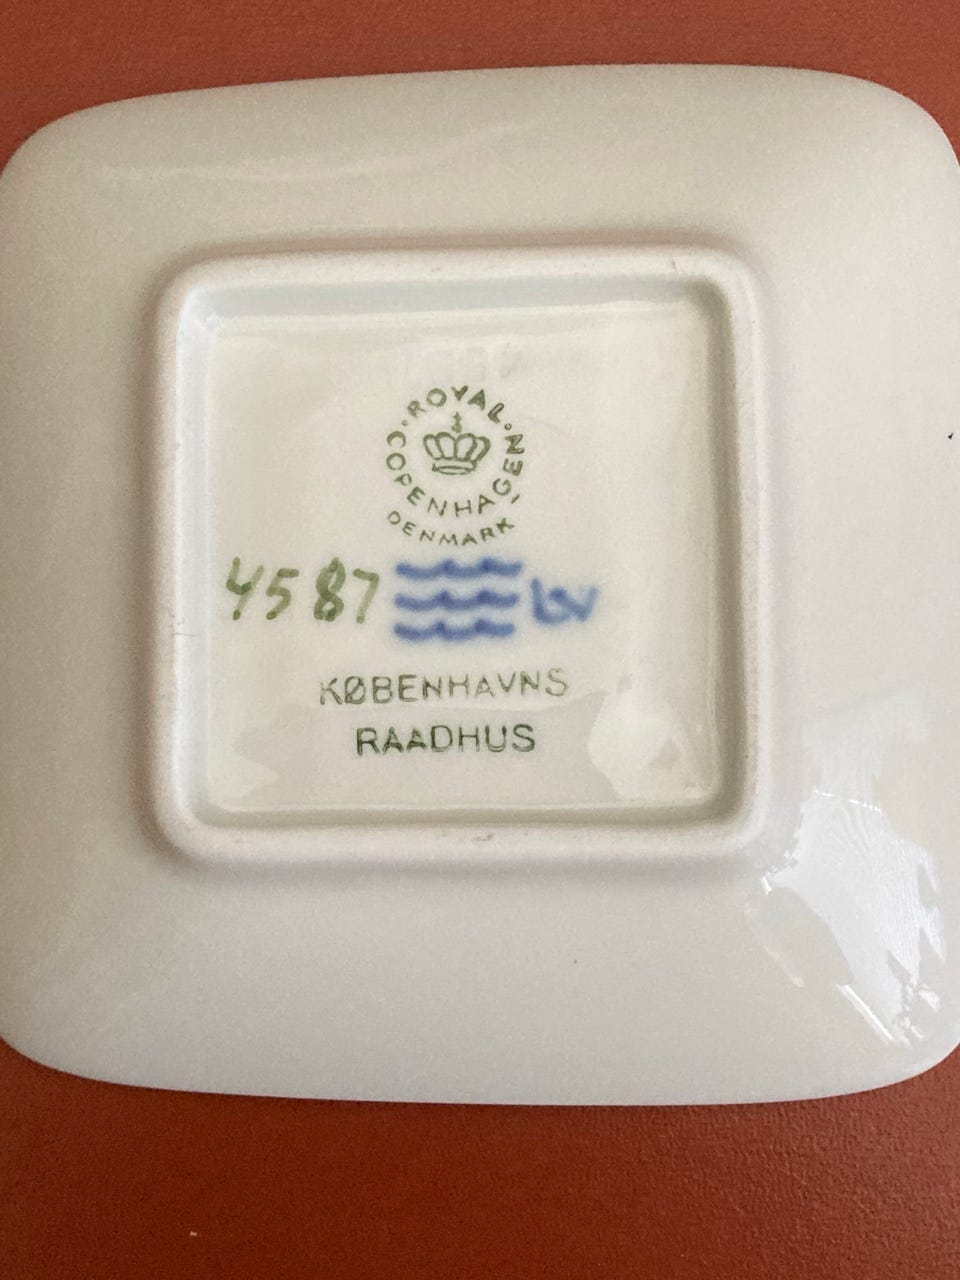 ROYAL
COPENHAGEN
DENMARK
4587
KØBENHAVNS
RAADHUS